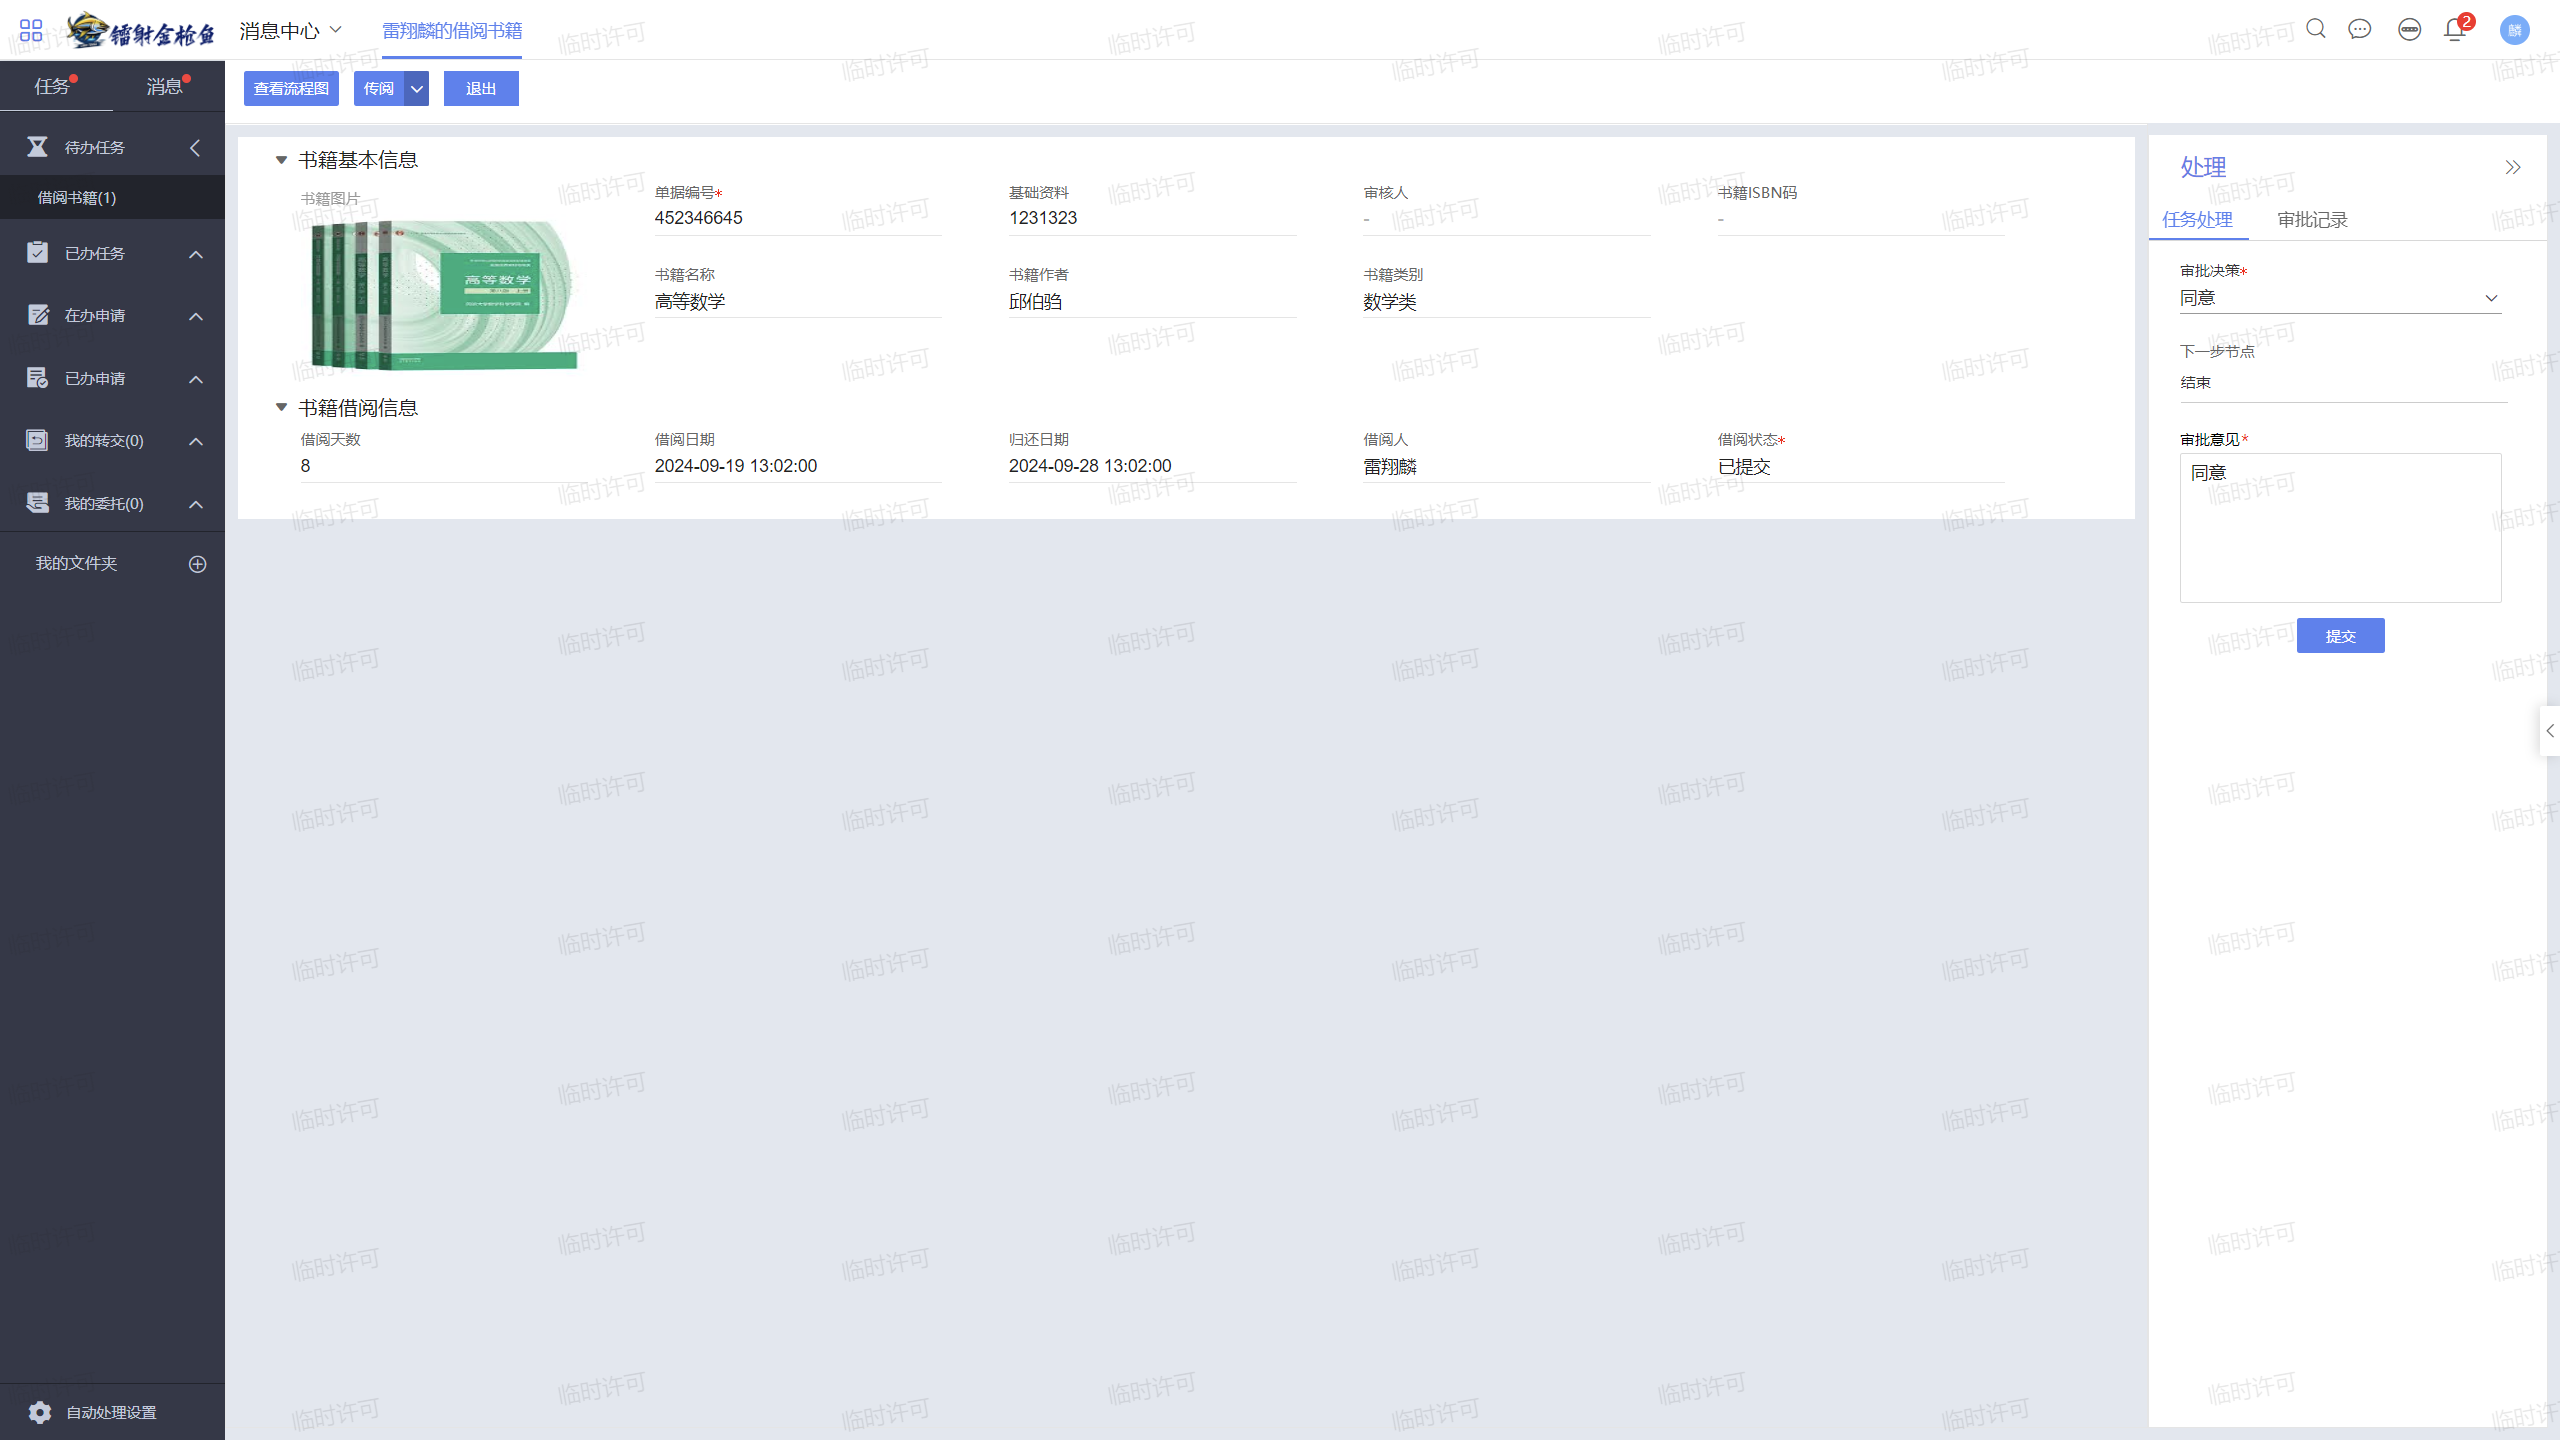 镭射金枪鱼
消息中心
雷翔麟的借阅书籍
2
麟
任务
消息
查看流程图
传阅
退出
待办任务
借阅书籍(1)
已办任务
在办申请
已办申请
我的转交(0)
我的委托(0)
我的文件夹
自动处理设置
书籍基本信息
书籍图片
高等数学
单据编号*
452346645
基础资料
1231323
审核人
-
书籍ISBN码
-
书籍名称
高等数学
书籍作者
邱伯驺
书籍类别
数学类
书籍借阅信息
借阅天数
8
借阅日期
2024-09-19 13:02:00
归还日期
2024-09-28 13:02:00
借阅人
雷翔麟
借阅状态*
已提交
处理
任务处理
审批记录
审批决策*
同意
下一步节点
结束
审批意见*
同意
提交
临时许可